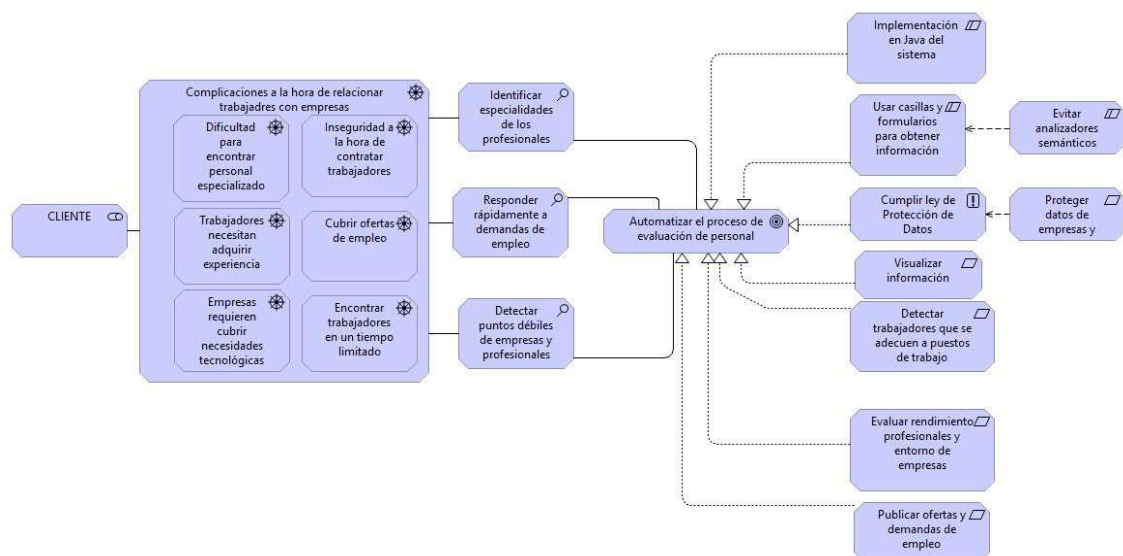 CLIENTE
Complicaciones a la hora de relacionar
trabajadres con empresas
Dificultad
para
encontrar
personal
especializado
Inseguridad a
la hora de
contratar
trabajadores
Trabajadores
necesitan
adquirir
experiencia
Cubrir ofertas
de empleo
Empresas
requieren
cubrir
necesidades
tecnológicas
Encontrar
trabajadores
en un tiempo
limitado
Identificar
especialidades
de los
profesionales
Responder
rápidamente a
demandas de
empleo
Detectar
puntos débiles
de empresas y
profesionales
Automatizar el proceso de
evaluación de personal
Implementación
en Java del
sistema
Usar casillas y
formularios
para obtener
información
Evitar
analizadores
semánticos
Cumplir ley de
Protección de
Datos
Proteger
datos de
empresas y
Visualizar
información
Detectar
trabajadores que se
adecuen a puestos
de trabajo
Evaluar rendimiento
profesionales y
entorno de
empresas
Publicar ofertas y
demandas de
empleo